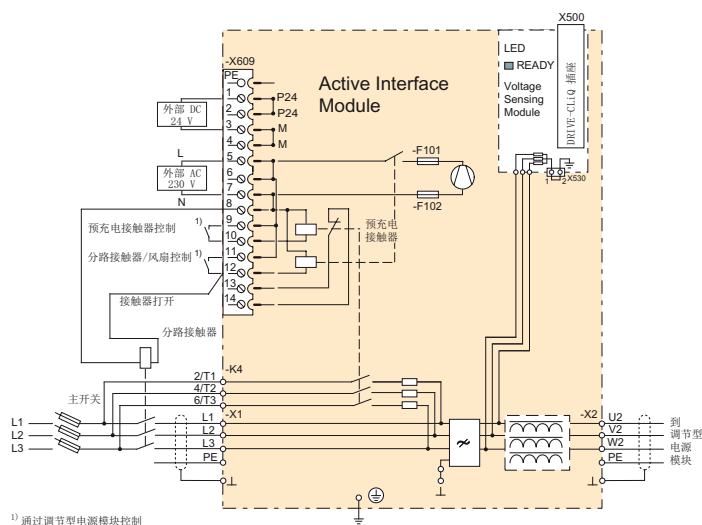 X500
LED
READY
Voltage
Sensing
Module
DRIVE-CLiQ 插座
1
2
X530
-X609
Active Interface
Module
PE
1
2
3
4
5
6
7
8
9
10
11
12
13
14
P24
P24
M
M
外部 DC
24 V
L
外部 AC
230 V
N
-F101
-F102
预充电
接触器
预充电接触器控制
1)
分路接触器/风扇控制
1)
接触器打开
分路接触器
-K4
2/T1
4/T2
6/T3
-X1
主开关
L1
L2
L3
L1
L2
L3
PE
-X2
U2
V2
W2
PE
到
调节型
电源
模块
1) 通过调节型电源模块控制